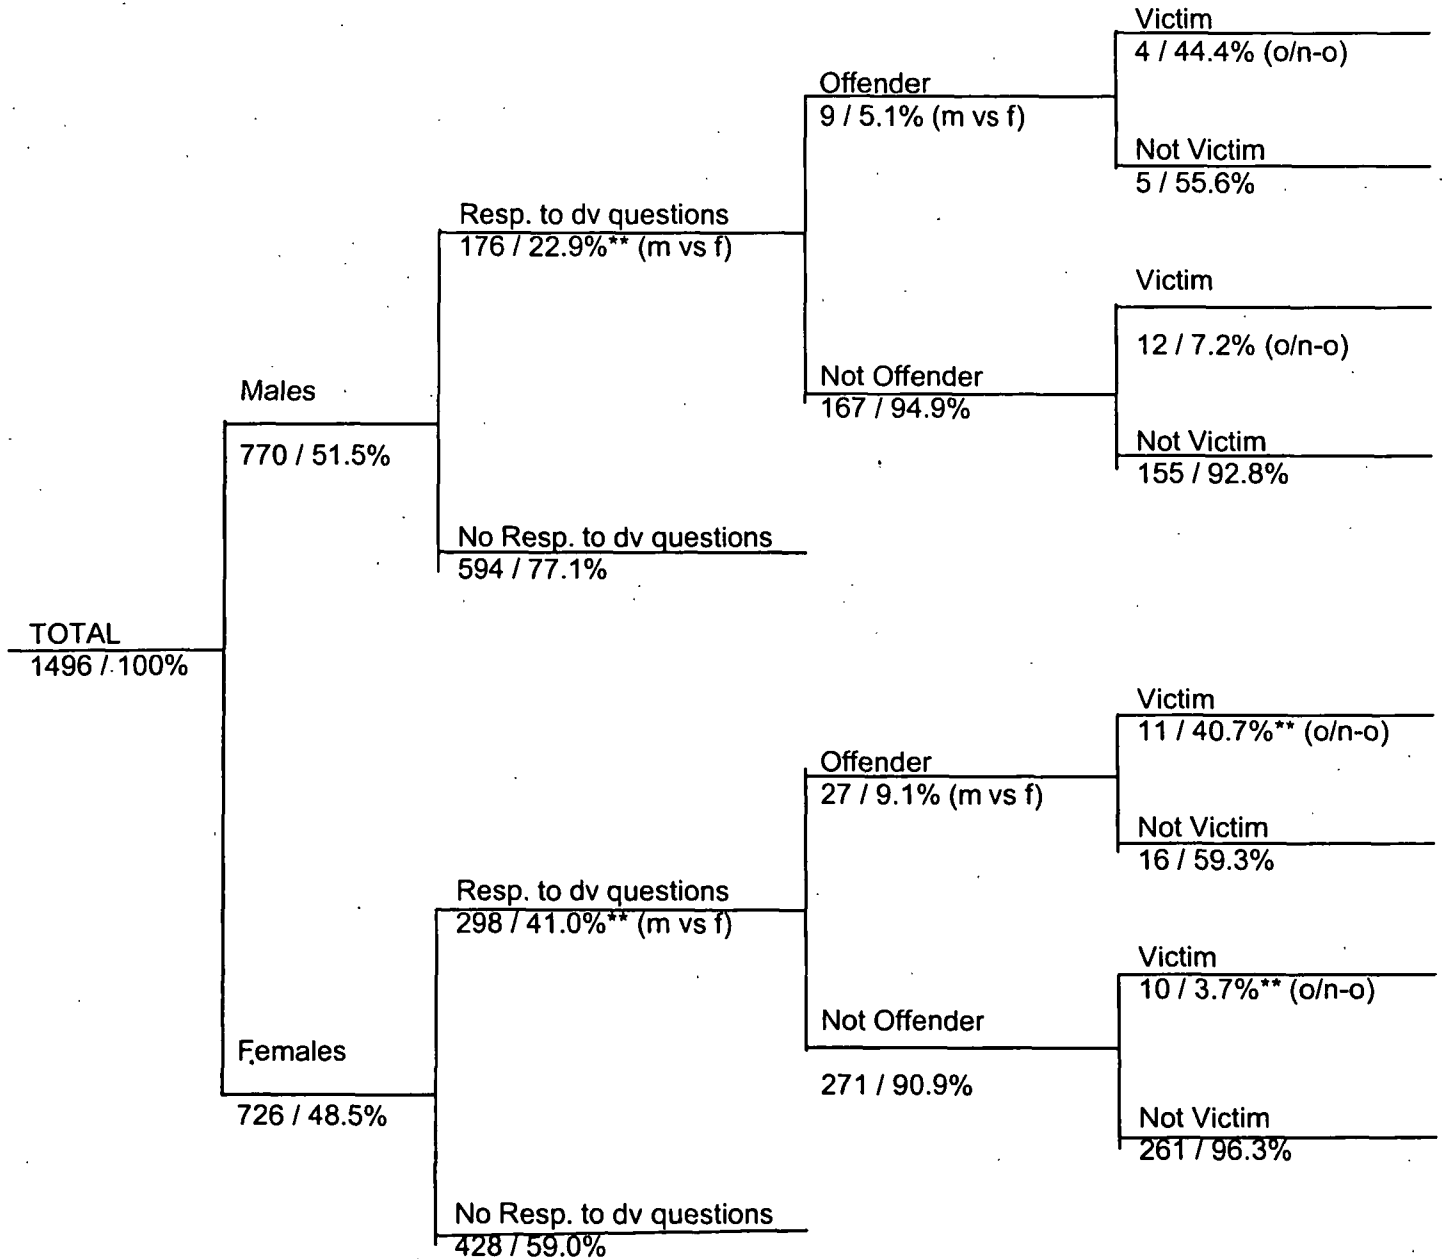 Victim
4 / 44.4% (o/n-o)
Offender
9 / 5.1% (m vs f)
Not Victim
5 / 55.6%
Resp. to dv questions
176 / 22.9%** (m vs f)
Victim
12 / 7.2% (o/n-o)
Not Offender
167 / 94.9%
Males
770 / 51.5%
Not Victim
155 / 92.8%
No Resp. to dv questions
594 / 77.1%
TOTAL
1496 / 100%
Victim
11 / 40.7%** (o/n-o)
Offender
27 / 9.1% (m vs f)
Not Victim
16 / 59.3%
Resp. to dv questions
298 / 41.0%** (m vs f)
Victim
10 / 3.7%** (o/n-o)
Not Offender
271 / 90.9%
Females
726 / 48.5%
Not Victim
261 / 96.3%
No Resp. to dv questions
428 / 59.0%